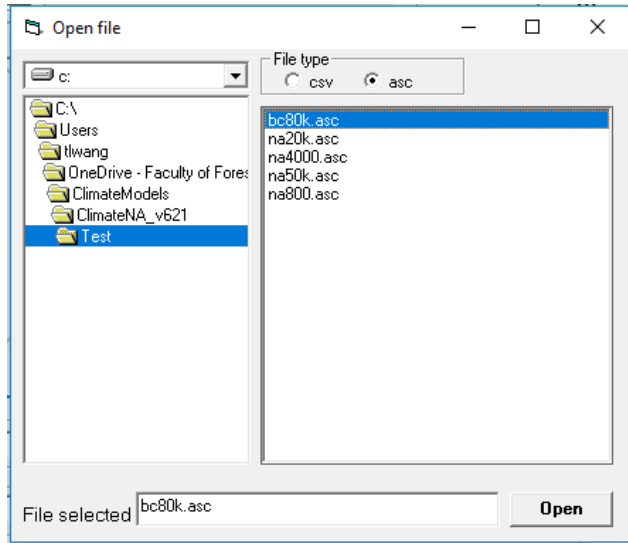 Open file
c:
File type
csv
asc
C:\
Users
tlwang
OneDrive - Faculty of Fores
ClimateModels
ClimateNA_v621
Test
bc80k.asc
na20k.asc
na4000.asc
na50k.asc
na800.asc
File selected
bc80k.asc
Open